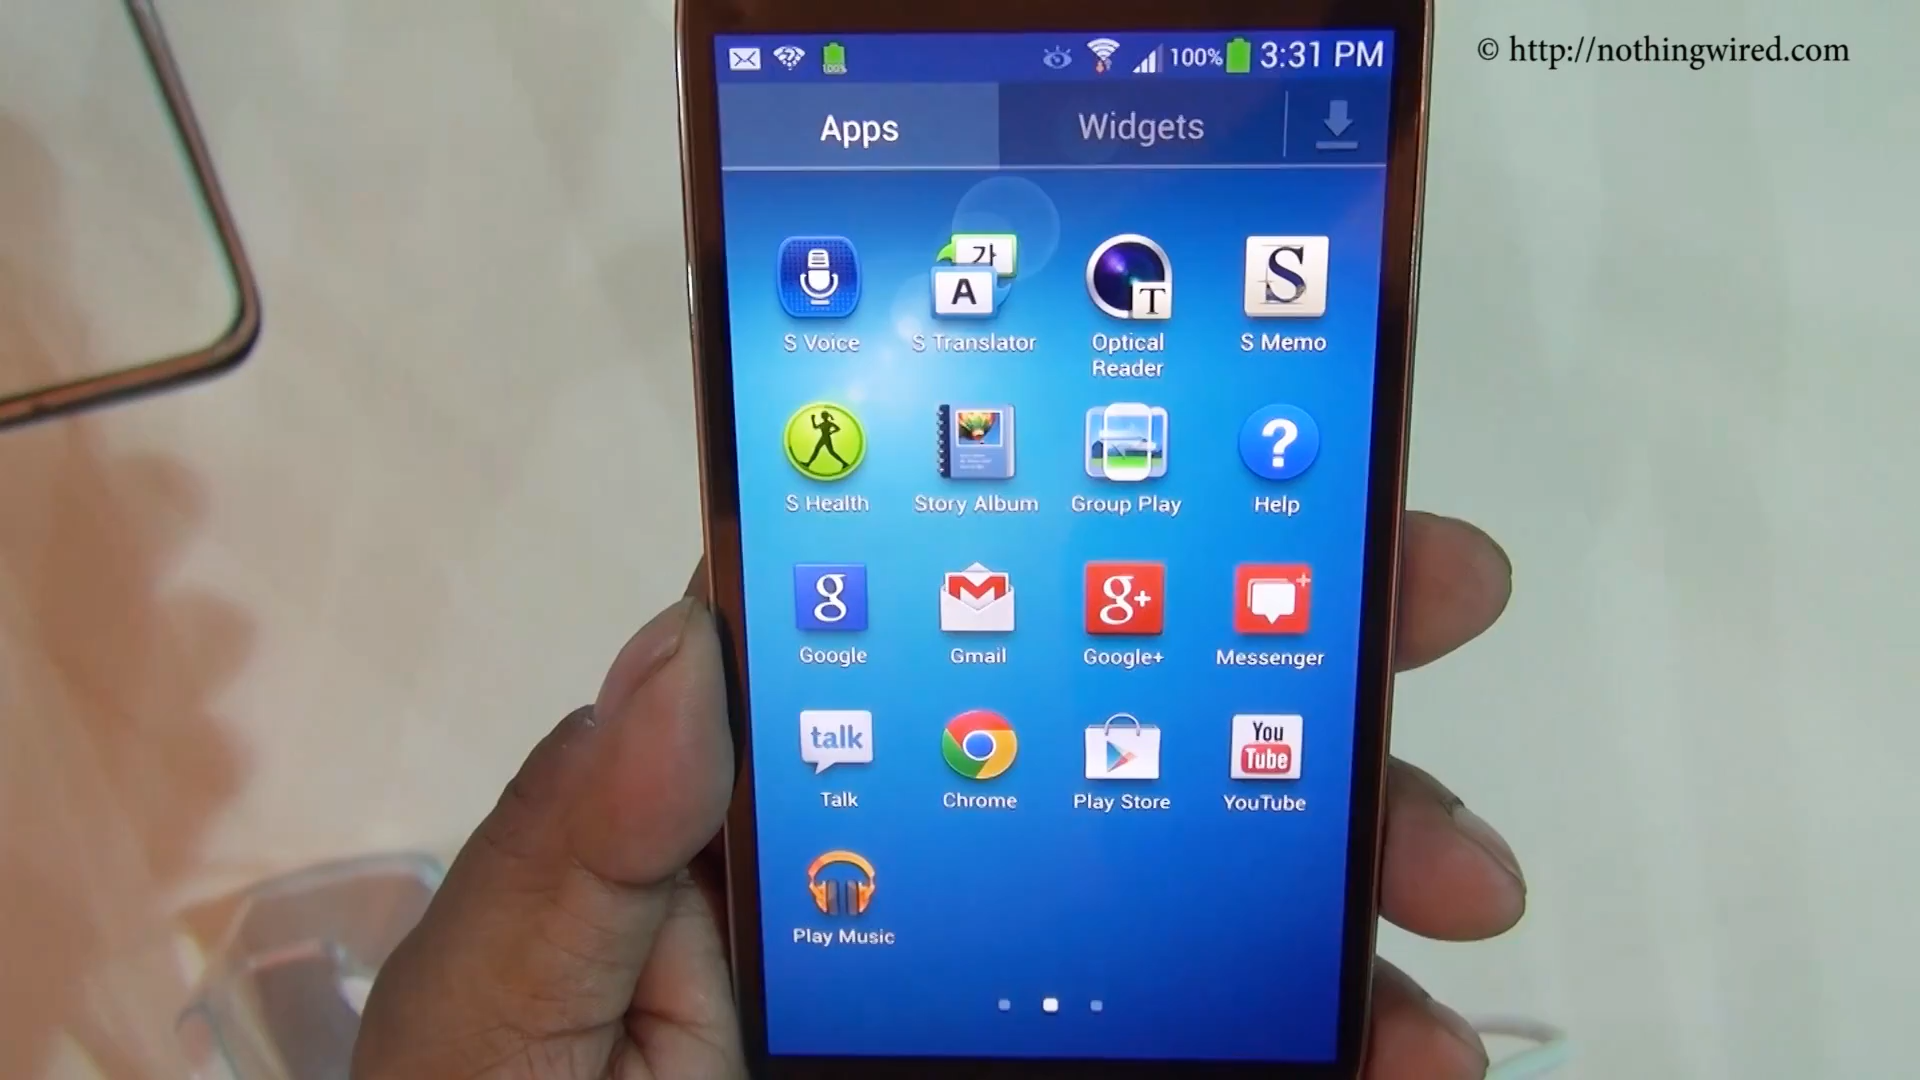 © http://nothingwired.com
100%
100%
3:31 PM
Apps
Widgets
가
A
T
S
S Voice
S Translator
Optical
Reader
S Memo
?
S Health
Story Album
Group Play
Help
g
M
g+
Google
Gmail
Google+
Messenger
talk
You
Tube
Talk
Chrome
Play Store
YouTube
Play Music